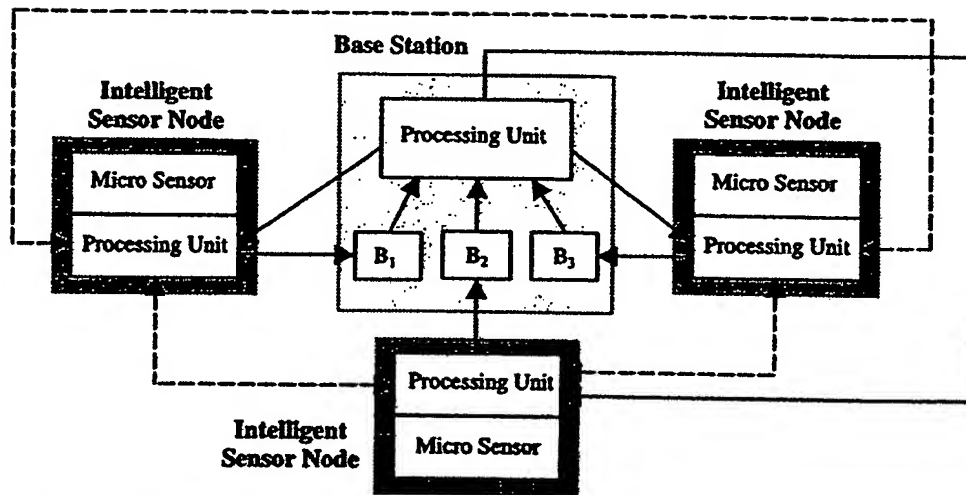 Base Station
Intelligent
Sensor Node
Micro Sensor
Processing Unit
Processing Unit
B1
B2
B3
Intelligent
Sensor Node
Micro Sensor
Processing Unit
Processing Unit
Micro Sensor
Intelligent
Sensor Node